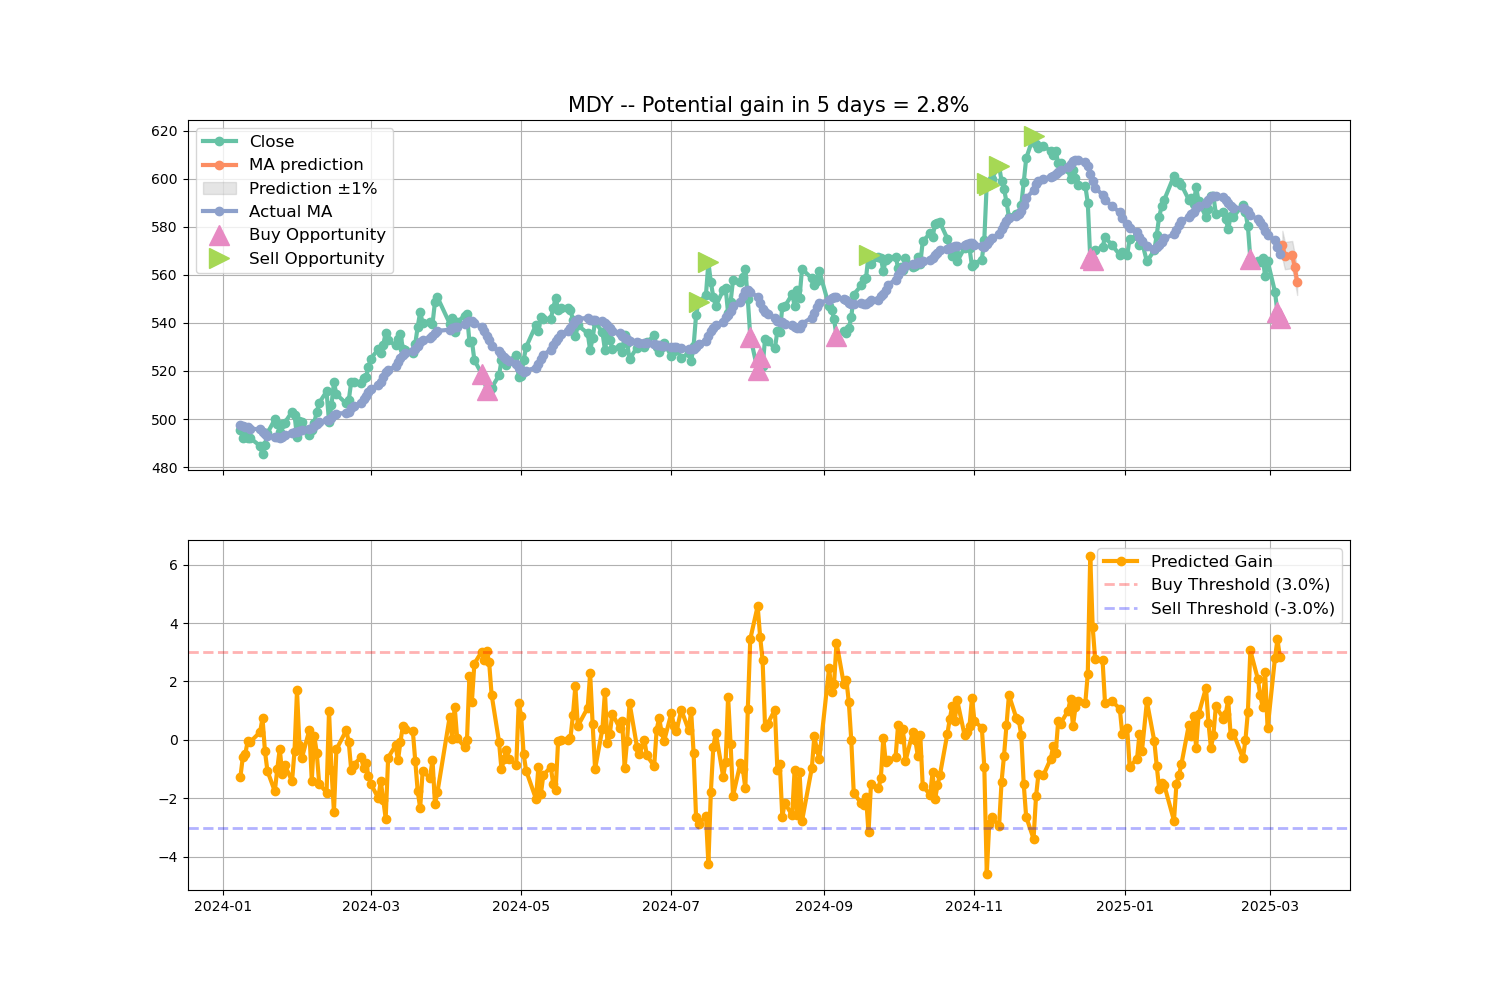 MDY -- Potential gain in 5 days = 2.8%
620
600
580
560
540
520
500
480
Close
MA prediction
Prediction ±1%
Actual MA
Buy Opportunity
Sell Opportunity
6
4
2
0
−2
−4
Predicted Gain
Buy Threshold (3.0%)
Sell Threshold (-3.0%)
2024-01
2024-03
2024-05
2024-07
2024-09
2024-11
2025-01
2025-03